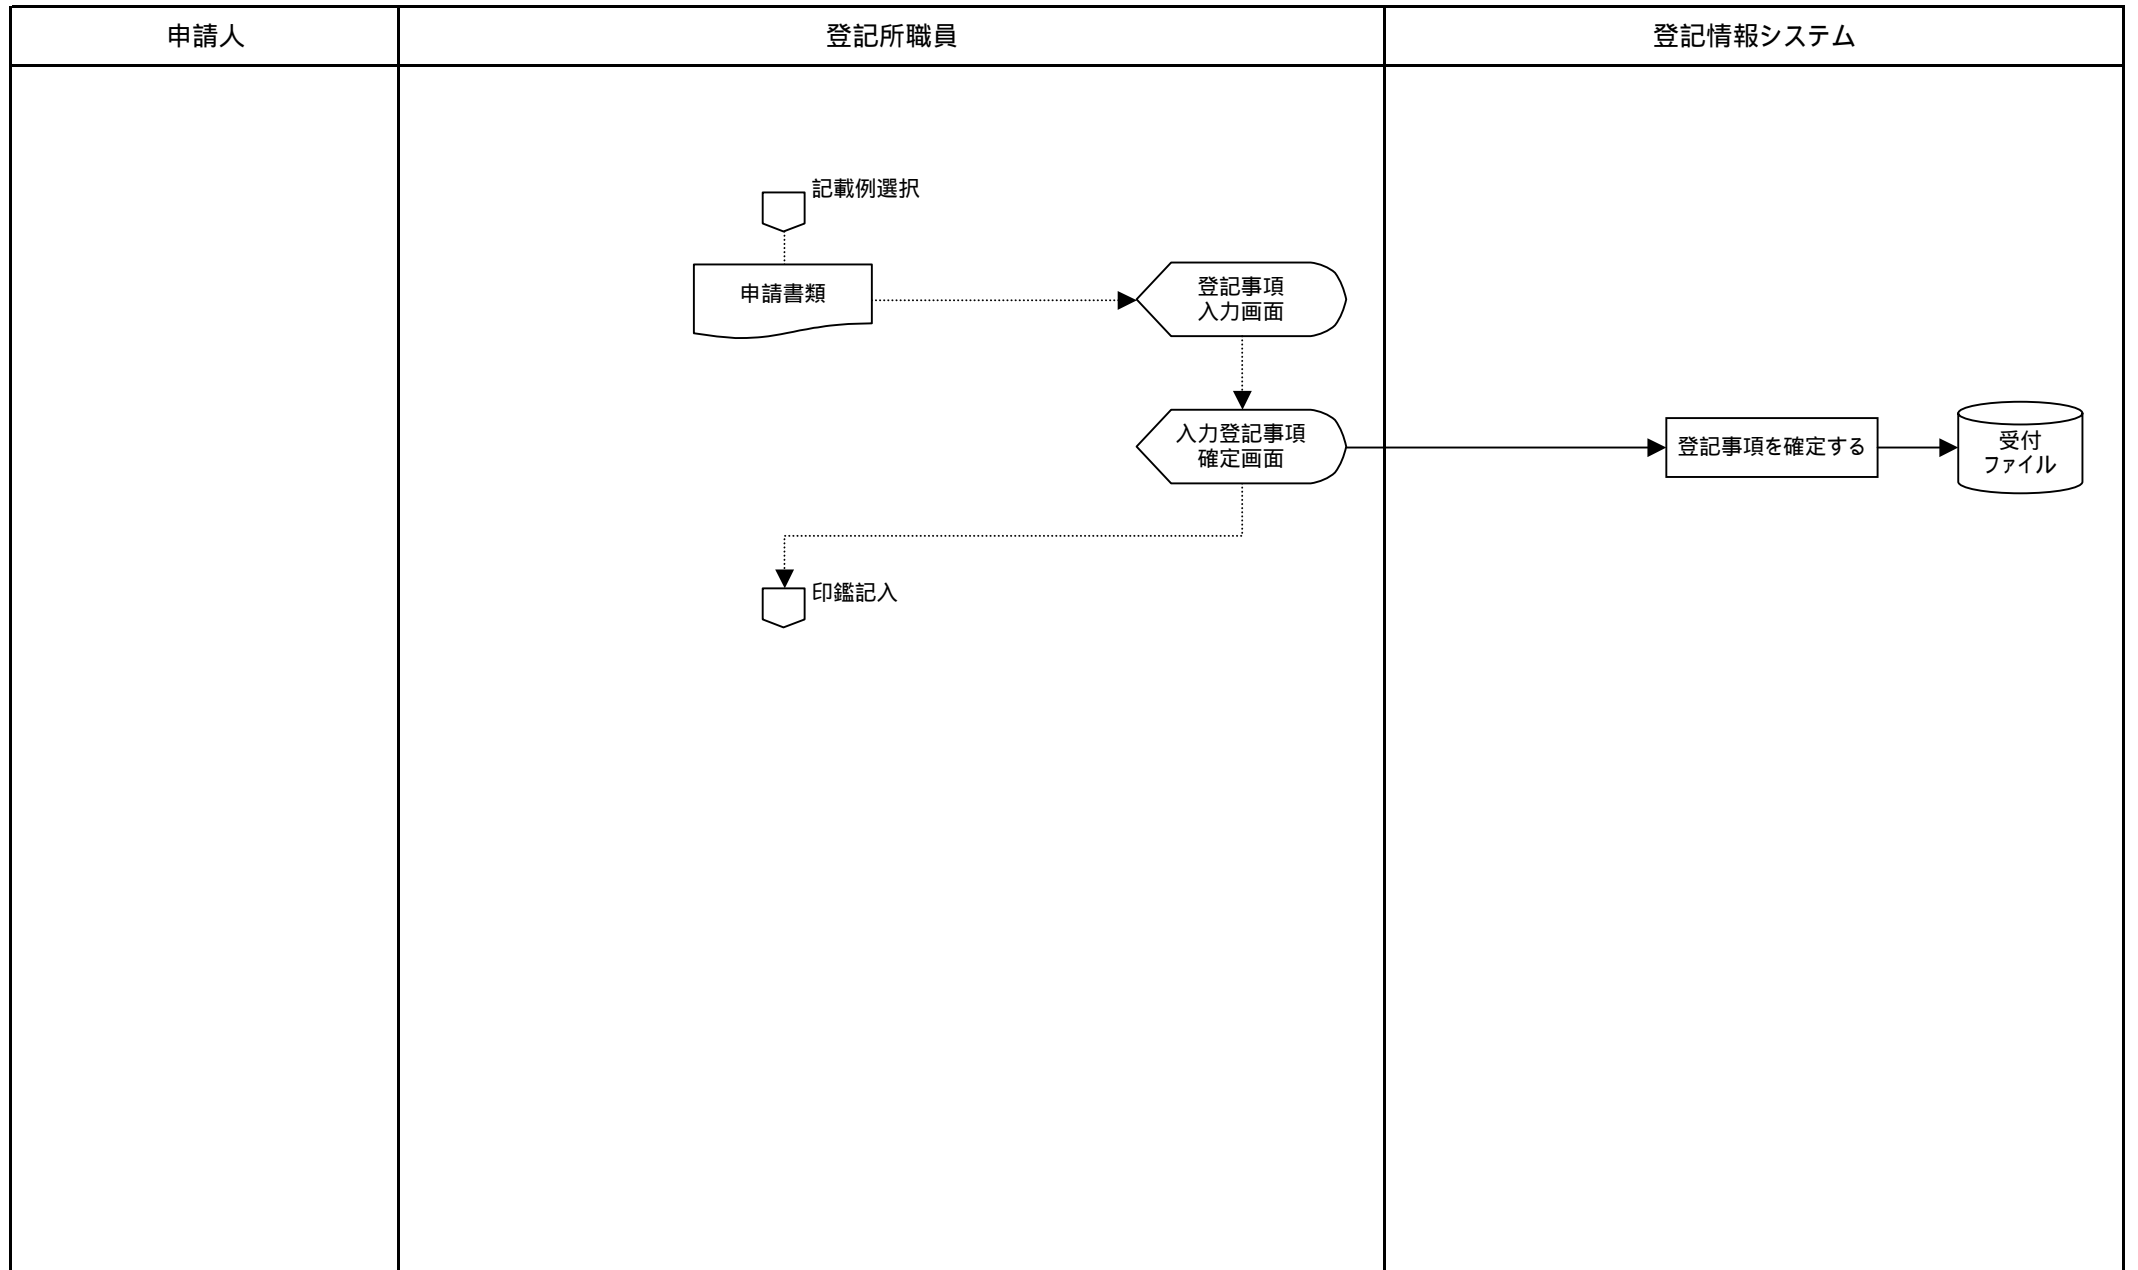 申請人
登記所職員
登記情報システム
記載例選択
申請書類
登記事項
入力画面
入力登記事項
確定画面
登記事項を確定する
受付
ファイル
印鑑記入